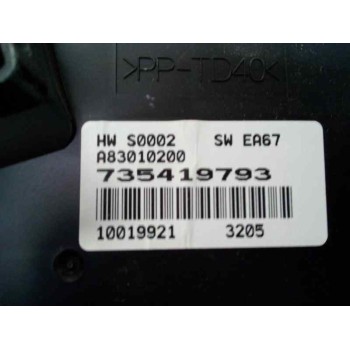 >PP-TD40<
HW S0002 SW EA67
A83010200
735419793
10019921 3205